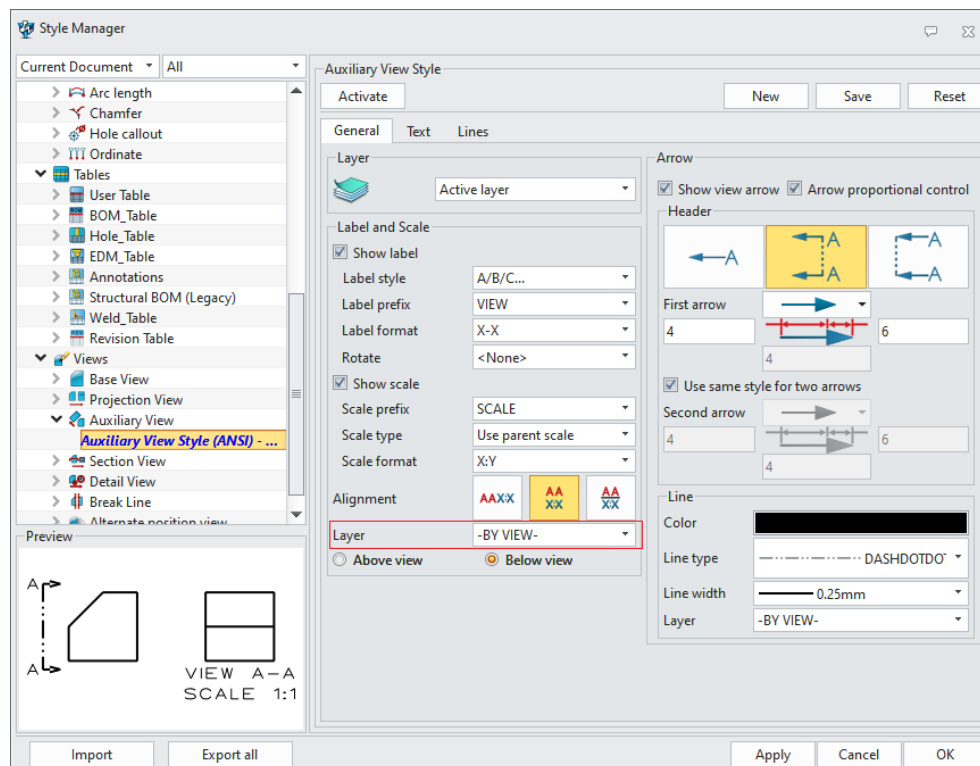 Style Manager
Current Document
All
Arc length
Chamfer
Hole callout
Ordinate
Tables
User Table
BOM_Table
Hole_Table
EDM_Table
Annotations
Structural BOM (Legacy)
Weld_Table
Revision Table
Views
Base View
Projection View
Auxiliary View
Auxiliary View Style (ANSI) - ...
Section View
Detail View
Break Line
Alternate position view
Preview
A
A
VIEW A-A
SCALE 1:1
Import
Export all
Auxiliary View Style
Activate
New
Save
Reset
General
Text
Lines
Layer
Active layer
Label and Scale
Show label
Label style
A/B/C...
Label prefix
VIEW
Label format
X-X
Rotate
<None>
Show scale
Scale prefix
SCALE
Scale type
Use parent scale
Scale format
X:Y
Alignment
AAX:X
AA
X:X
AA
X:X
Layer
-BY VIEW-
Above view
Below view
Arrow
Show view arrow
Arrow proportional control
Header
A
A
A
A
A
First arrow
4
6
4
Use same style for two arrows
Second arrow
4
6
4
Line
Color
Line type
DASHDOTDO
Line width
0.25mm
Layer
-BY VIEW-
Apply
Cancel
OK